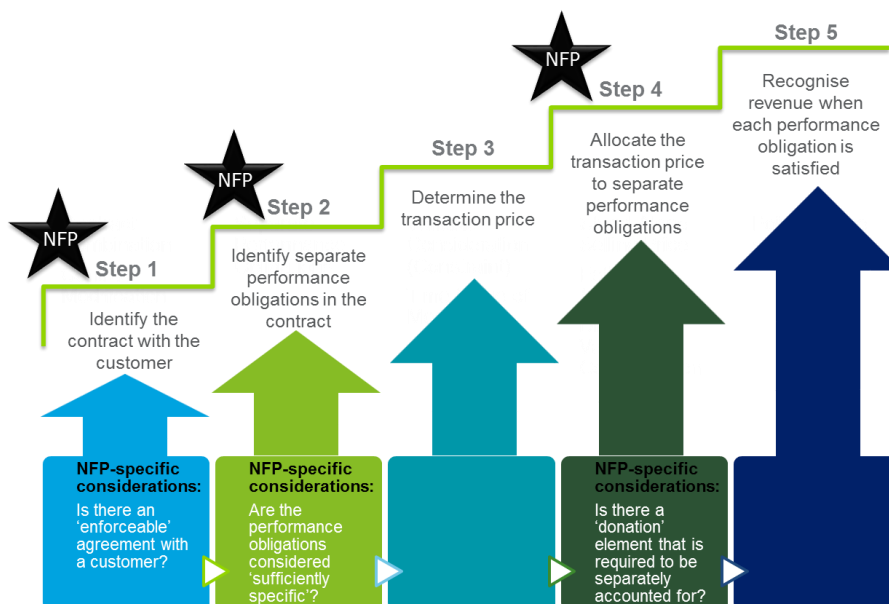 NFP
Step 1
Identify the
contract with the
customer
NFP-specific
considerations:
Is there an
‘enforceable’
agreement with
a customer?
NFP
Step 2
Identify separate
performance
obligations in the
contract
NFP-specific
considerations:
Are the
performance
obligations
considered
‘sufficiently
specific’?
Step 3
Determine the
transaction price
NFP
Step 4
Allocate the
transaction price
to separate
performance
obligations
NFP-specific
considerations:
Is there a
‘donation’
element that is
required to be
separately
accounted for?
Step 5
Recognise
revenue when
each performance
obligation is
satisfied